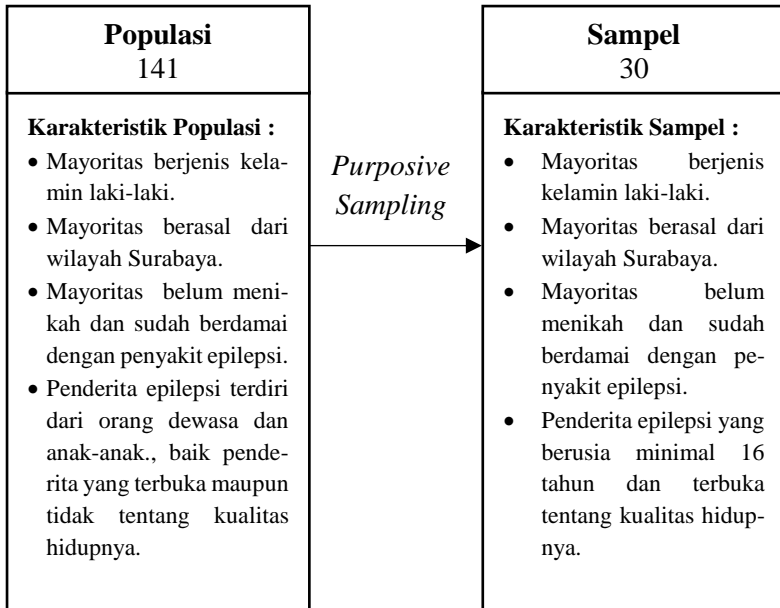 Populasi
141
Karakteristik Populasi :
• Mayoritas berjenis kela-
min laki-laki.
• Mayoritas berasal dari
wilayah Surabaya.
• Mayoritas belum meni-
kah dan sudah berdamai
dengan penyakit epilepsi.
• Penderita epilepsi terdiri
dari orang dewasa dan
anak-anak., baik pende-
rita yang terbuka maupun
tidak tentang kualitas
hidupnya.
Purposive
Sampling
Sampel
30
Karakteristik Sampel :
• Mayoritas berjenis
kelamin laki-laki.
• Mayoritas berasal dari
wilayah Surabaya.
• Mayoritas belum
menikah dan sudah
berdamai dengan pe-
nyakit epilepsi.
• Penderita epilepsi yang
berusia minimal 16
tahun dan terbuka
tentang kualitas hidup-
nya.